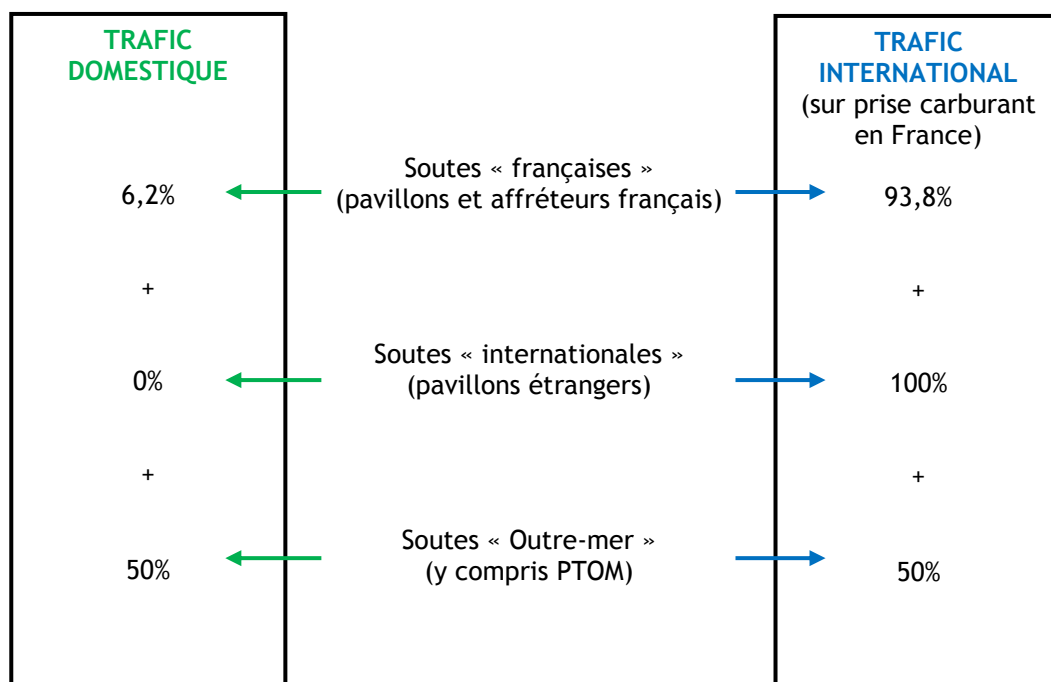 TRAFIC
DOMESTIQUE
TRAFIC
INTERNATIONAL
(sur prise carburant
en France)
Soutes « françaises »
(pavillons et affréteurs français)
6,2%
93,8%
+
+
Soutes « internationales »
(pavillons étrangers)
0%
100%
+
+
Soutes « Outre-mer »
(y compris PTOM)
50%
50%